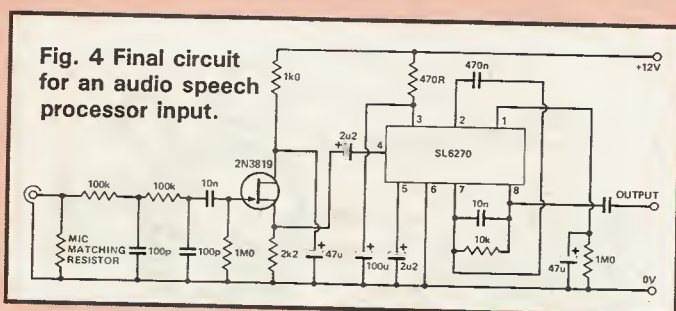 Fig. 4 Final circuit
for an audio speech
processor input.
1k0
470R
470n
+12V
2u2
3
2
1
4
SL6270
2N3819
5
6
7
8
100k
100k
10n
10n
OUTPUT
10k
MIC
MATCHING
RESISTOR
100p
100p
1M0
2k2
47u
100u
2u2
47u
1M0
0V